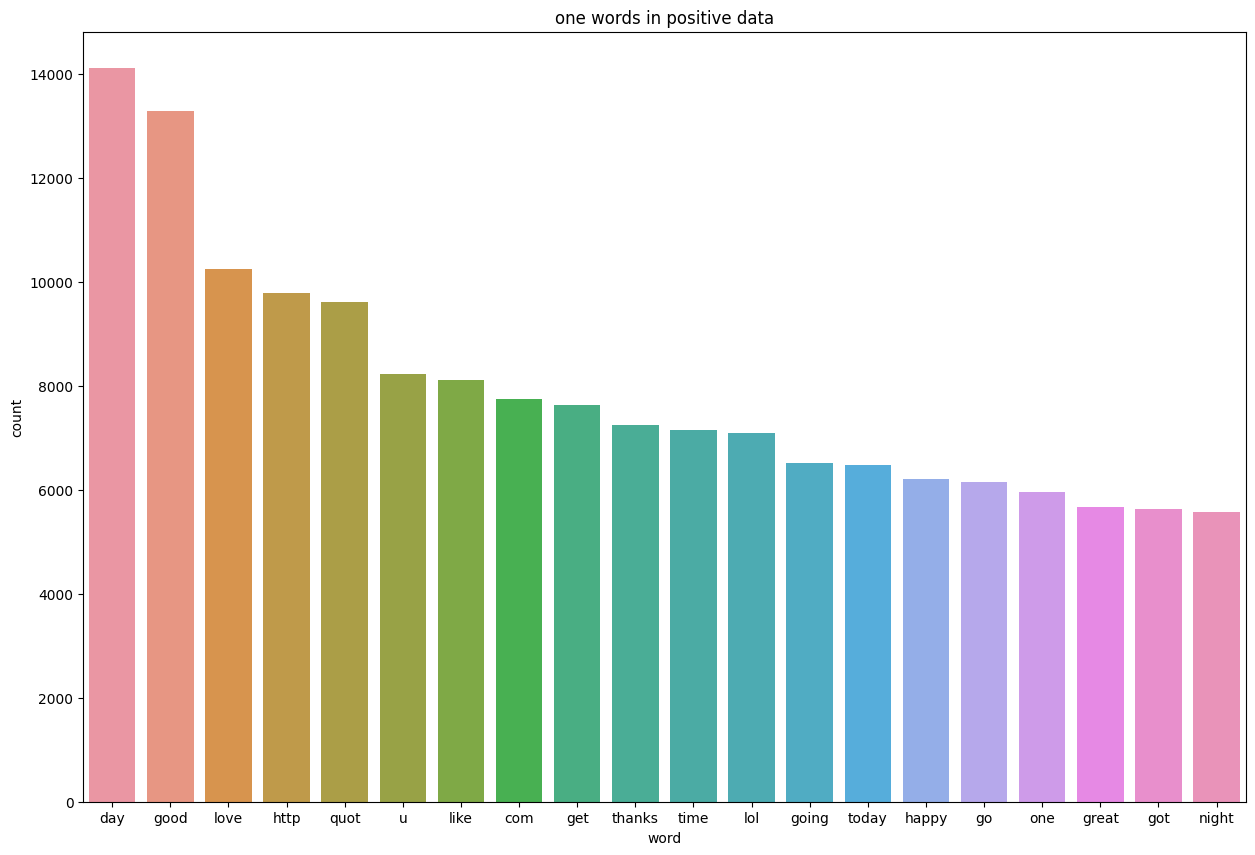 one words in positive data
14000
12000
10000
8000
6000
4000
2000
0
count
day good love http quot u like com get thanks time lol going today happy go one great got night
word